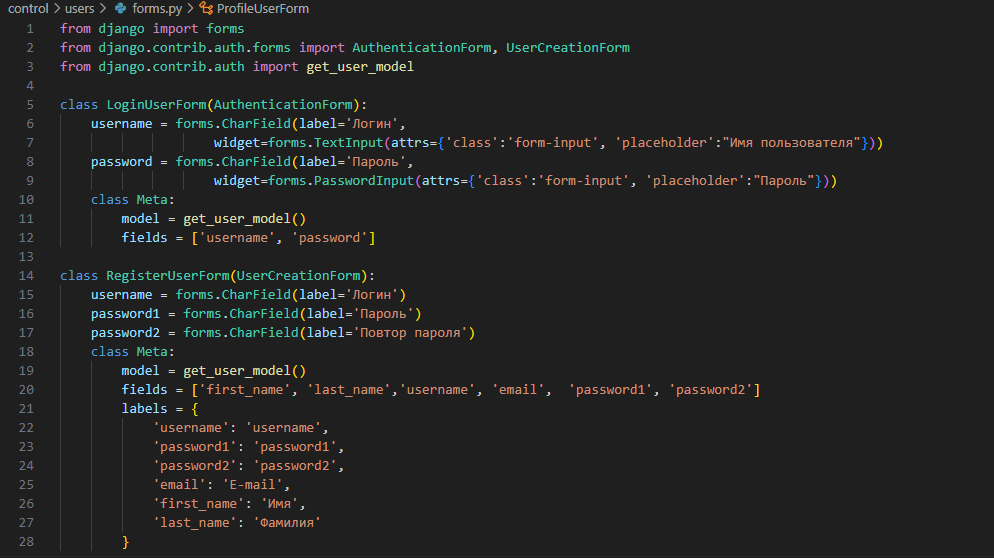 control > users > forms.py > ProfileUserForm
1 from django import forms
2 from django.contrib.auth.forms import AuthenticationForm, UserCreationForm
3 from django.contrib.auth import get_user_model
4
5 class LoginUserForm(AuthenticationForm):
6     username = forms.CharField(label='Логин',
7                     widget=forms.TextInput(attrs={'class':'form-input', 'placeholder':"Имя пользователя"}))
8     password = forms.CharField(label='Пароль',
9                     widget=forms.PasswordInput(attrs={'class':'form-input', 'placeholder':"Пароль"}))
10     class Meta:
11         model = get_user_model()
12         fields = ['username', 'password']
13
14 class RegisterUserForm(UserCreationForm):
15     username = forms.CharField(label='Логин')
16     password1 = forms.CharField(label='Пароль')
17     password2 = forms.CharField(label='Повтор пароля')
18     class Meta:
19         model = get_user_model()
20         fields = ['first_name', 'last_name','username', 'email',  'password1', 'password2']
21         labels = {
22             'username': 'username',
23             'password1': 'password1',
24             'password2': 'password2',
25             'email': 'E-mail',
26             'first_name': 'Имя',
27             'last_name': 'Фамилия'
28         }